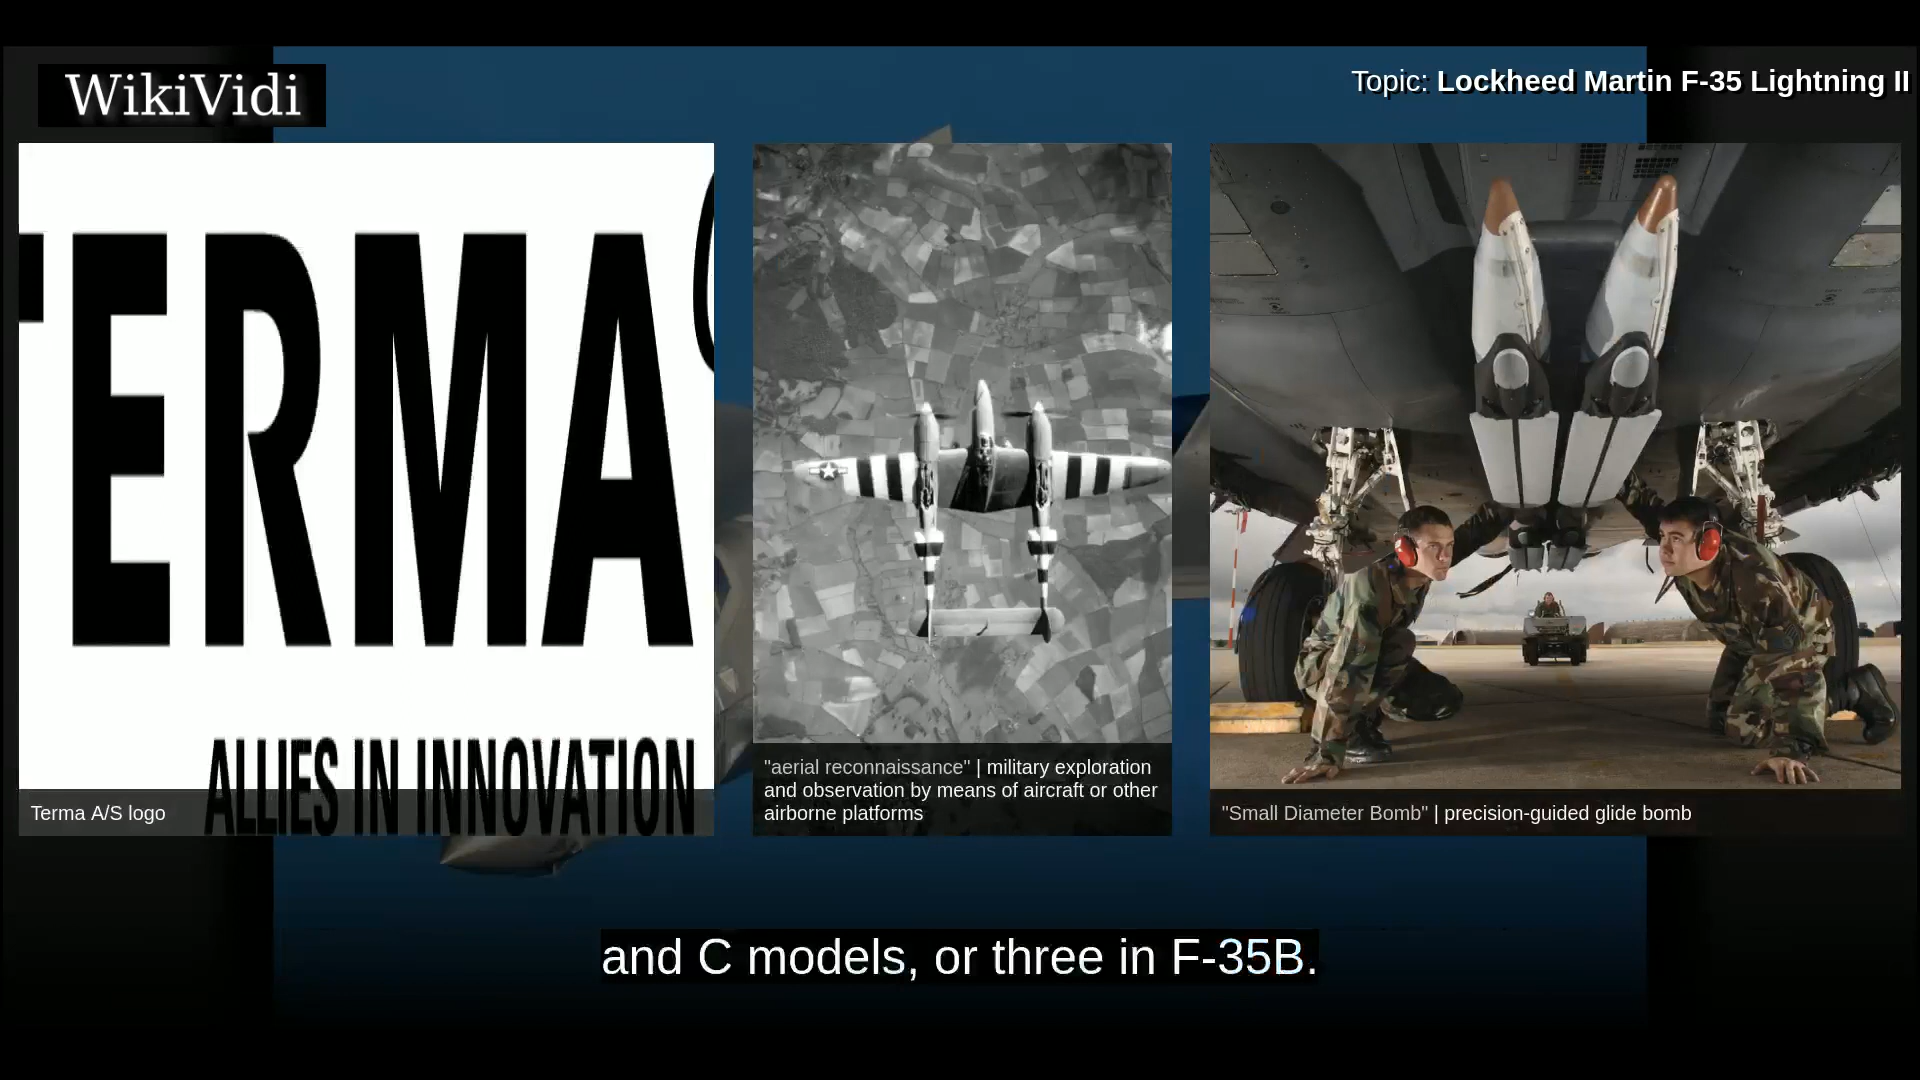 WikiVidi
Topic: Lockheed Martin F-35 Lightning II
TERMA
ALLIES IN INNOVATION
Terma A/S logo
"aerial reconnaissance" | military exploration
and observation by means of aircraft or other
airborne platforms
"Small Diameter Bomb" | precision-guided glide bomb
and C models, or three in F-35B.